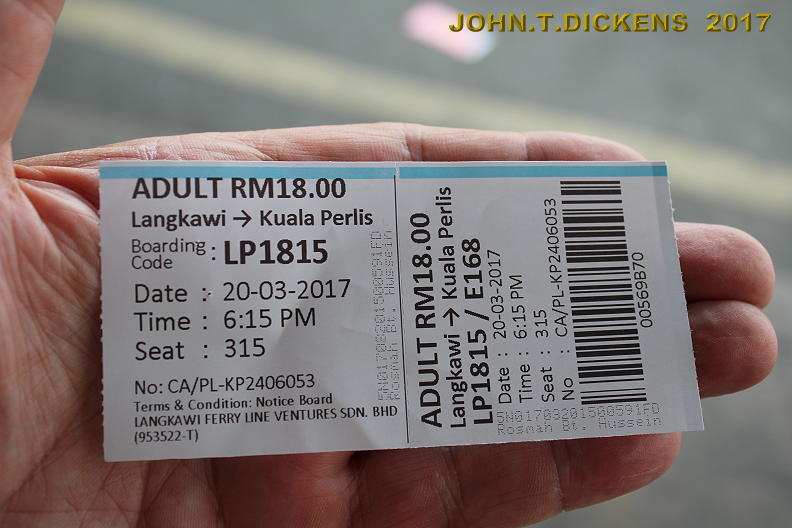 JOHN.T.DICKENS 2017
ADULT RM18.00
Langkawi → Kuala Perlis
Boarding Code : LP1815
Date : 20-03-2017
Time : 6:15 PM
Seat : 315
No: CA/PL-KP2406053
Terms & Condition: Notice Board
LANGKAWI FERRY LINE VENTURES SDN. BHD
(953522-T)
Rosmah Bt. Hussein
ADULT RM18.00
Langkawi → Kuala Perlis
LP1815 / E168
Date : 20-03-2017
Time : 6:15 PM
Seat : 315
No : CA/PL-KP2406053
00569B70
Rosmah Bt. Hussein